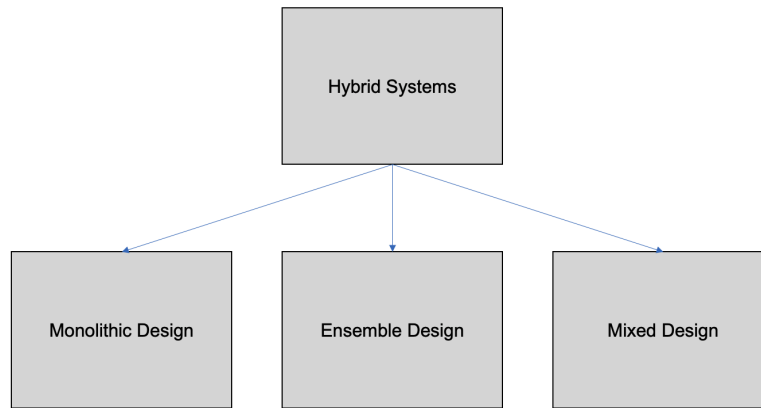 Hybrid Systems
Monolithic Design
Ensemble Design
Mixed Design